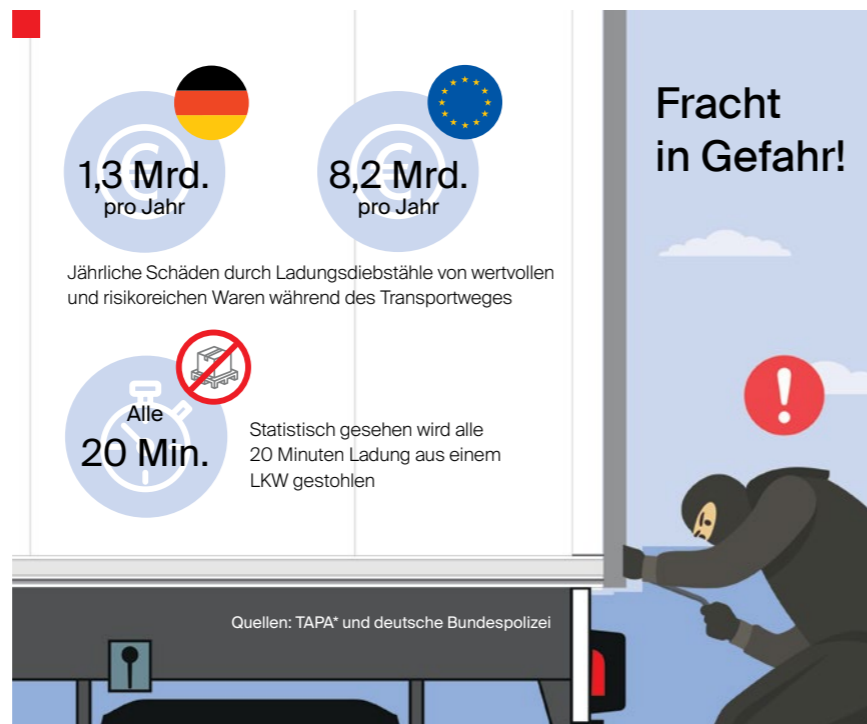 Fracht
in Gefahr!
1,3 Mrd.
pro Jahr
8,2 Mrd.
pro Jahr
Jährliche Schäden durch Ladungsdiebstähle von wertvollen
und risikoreichen Waren während des Transportweges
Alle
20 Min.
Statistisch gesehen wird alle
20 Minuten Ladung aus einem
LKW gestohlen
Quellen: TAPA* und deutsche Bundespolizei